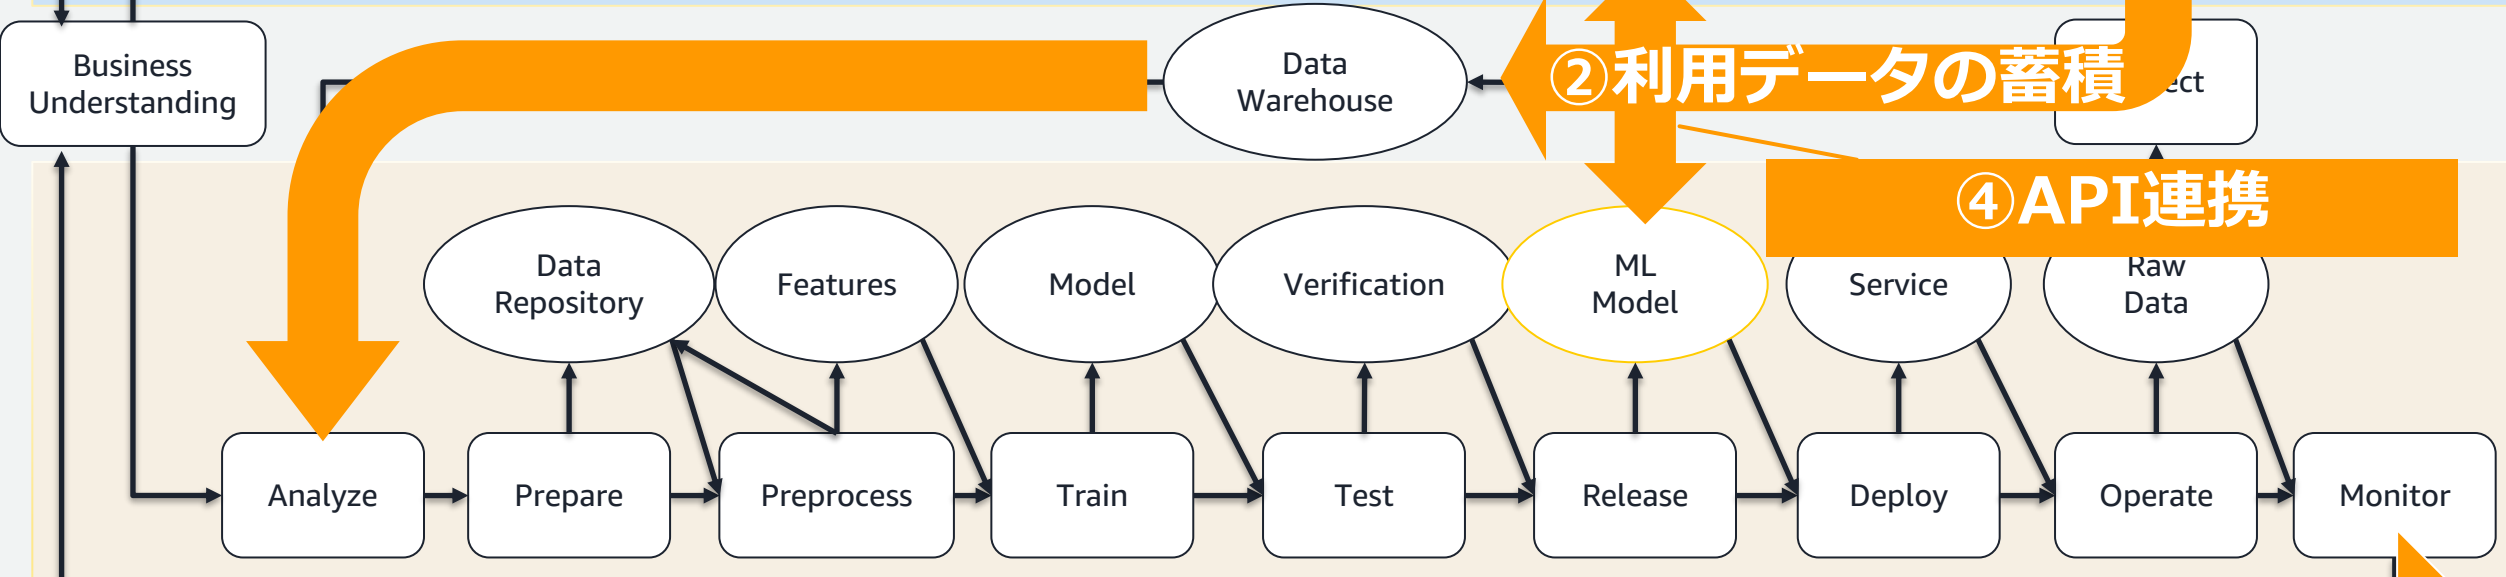 Business
Understanding
Data
Warehouse
②利用データの蓄積
④API連携
Data
Repository
Features
Model
Verification
ML
Model
Service
Raw
Data
Analyze
Prepare
Preprocess
Train
Test
Release
Deploy
Operate
Monitor